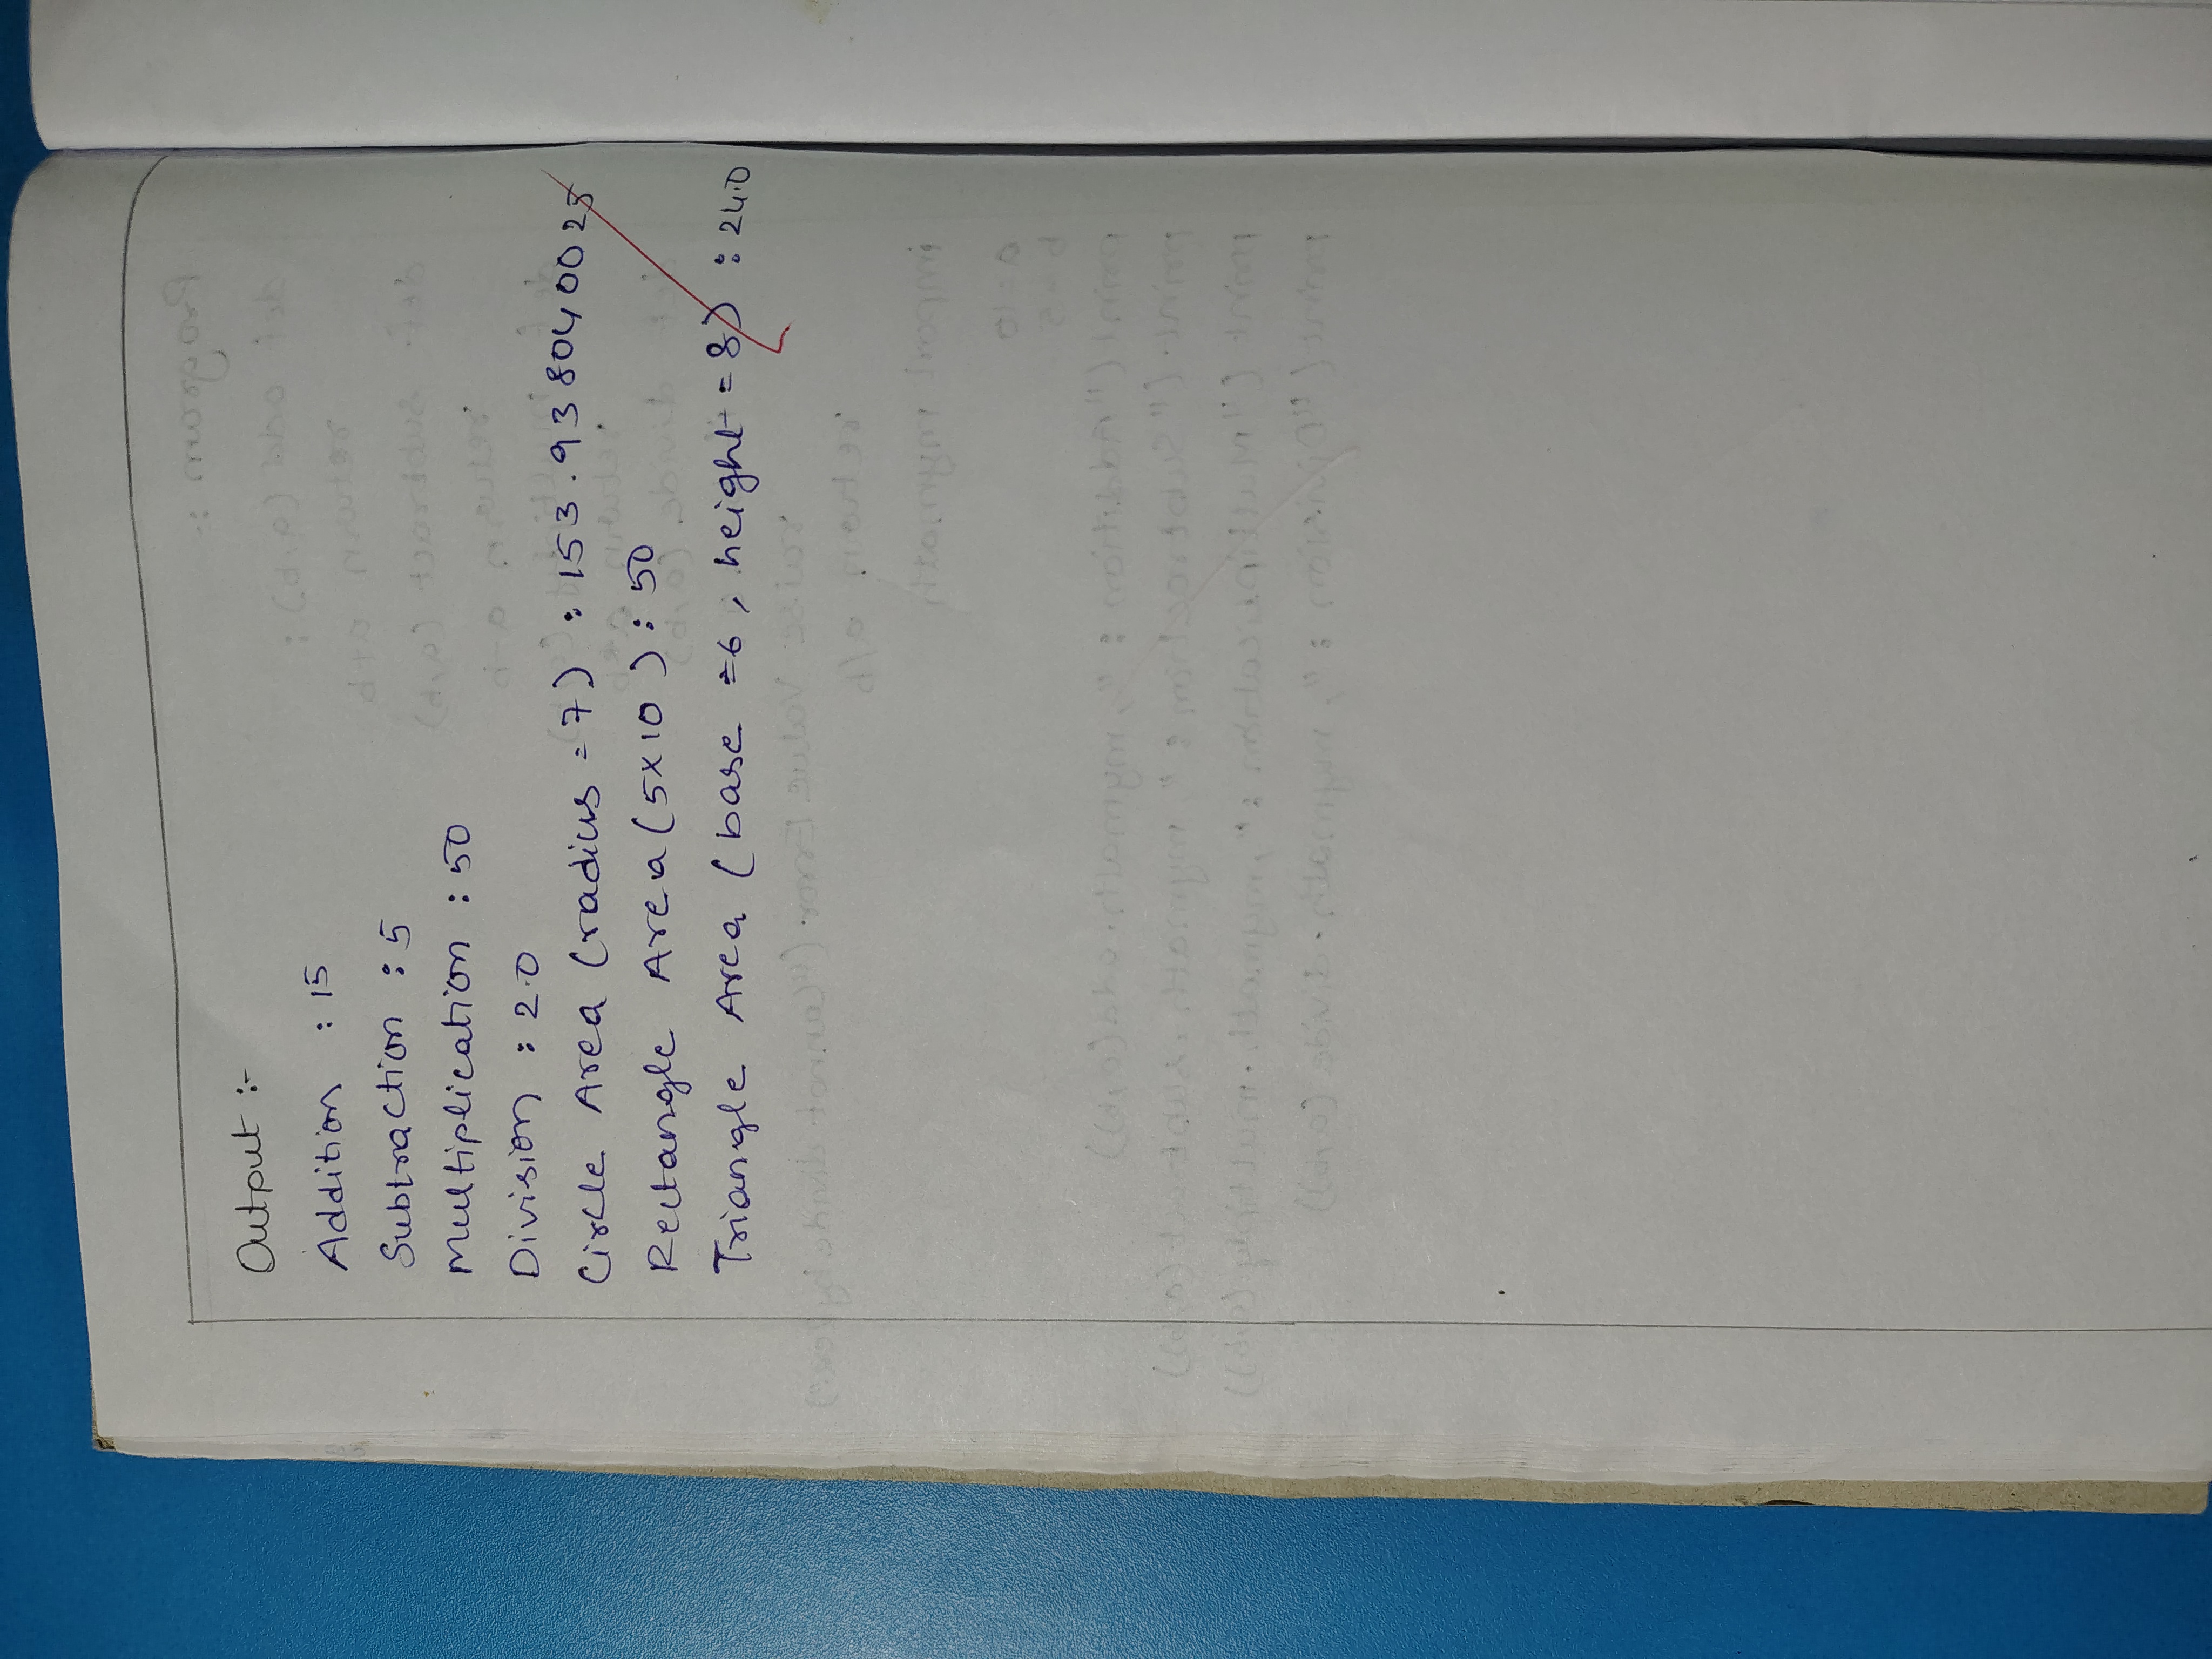 Output :-
Addition : 15
Subtraction : 5
Multiplication : 50
Division : 2.0
Circle Area (radius = 7) : 153.938040025
Rectangle Area (5x10) : 50
Triangle Area (base =6, height = 8) : 24.0